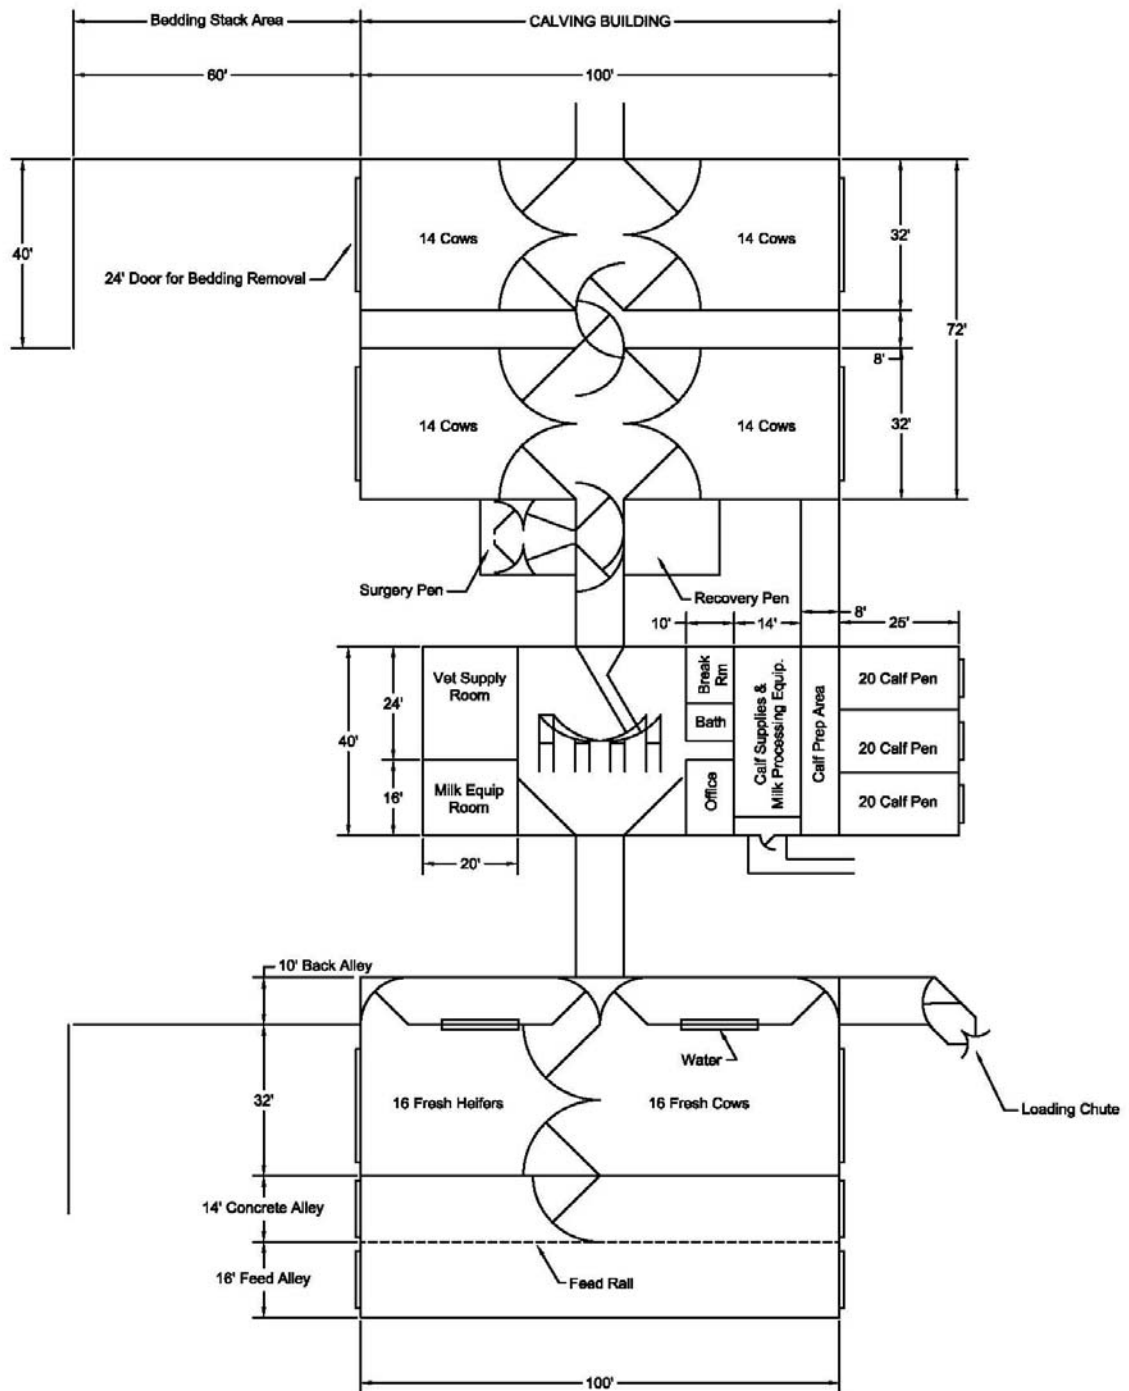 Bedding Stack Area
CALVING BUILDING
60'
100'
40'
14 Cows
14 Cows
32'
24' Door for Bedding Removal
72'
8'
14 Cows
14 Cows
32'
Surgery Pen
Recovery Pen
10'
14'
8'
25'
Vet Supply
Room
24'
40'
Break
Rm
Bath
Calf Supplies &
Milk Processing Equip.
Calf Prep Area
20 Calf Pen
20 Calf Pen
20 Calf Pen
Milk Equip
Room
16'
Office
20'
10' Back Alley
Water
32'
16 Fresh Heifers
16 Fresh Cows
Loading Chute
14' Concrete Alley
16' Feed Alley
Feed Rail
100'